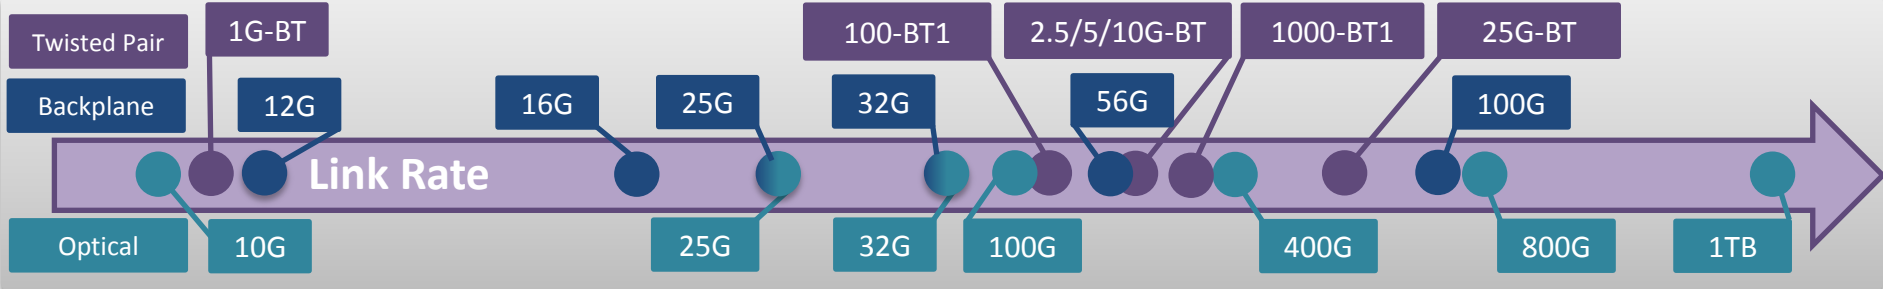 Twisted Pair
1G-BT
100-BT1
2.5/5/10G-BT
1000-BT1
25G-BT
Backplane
12G
16G
25G
32G
56G
100G
Link Rate
Optical
10G
25G
32G
100G
400G
800G
1TB